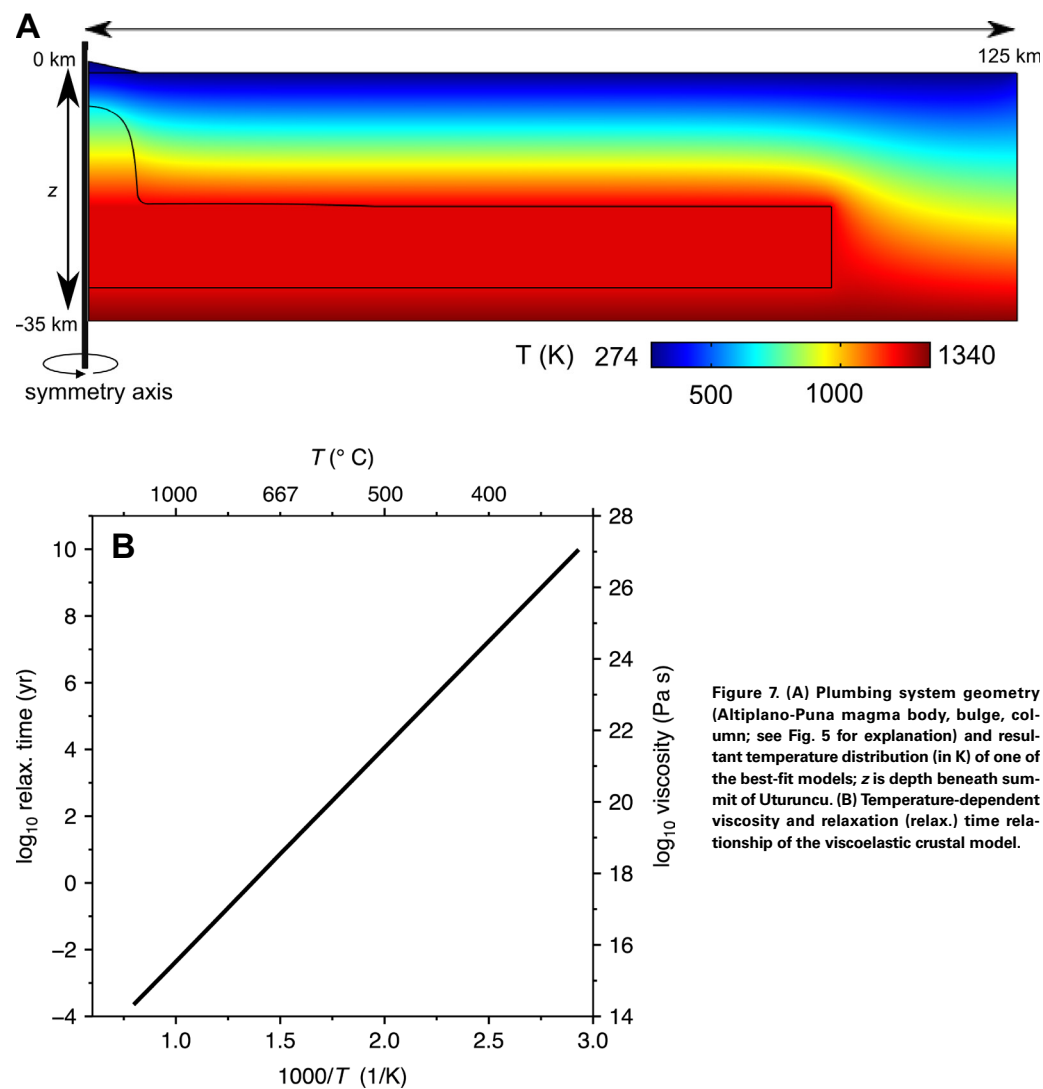 A
0 km
125 km
z
–35 km
symmetry axis
T (K) 274
1340
500
1000
T (° C)
1000 667 500 400
B
10
8
6
4
2
0
–2
–4
log10 relax. time (yr)
28
26
24
22
20
18
16
14
log10 viscosity (Pa s)
1.0 1.5 2.0 2.5 3.0
1000/T (1/K)
Figure 7. (A) Plumbing system geometry
(Altiplano-Puna magma body, bulge, col-
umn; see Fig. 5 for explanation) and resul-
tant temperature distribution (in K) of one of
the best-fit models; z is depth beneath sum-
mit of Uturuncu. (B) Temperature-dependent
viscosity and relaxation (relax.) time rela-
tionship of the viscoelastic crustal model.